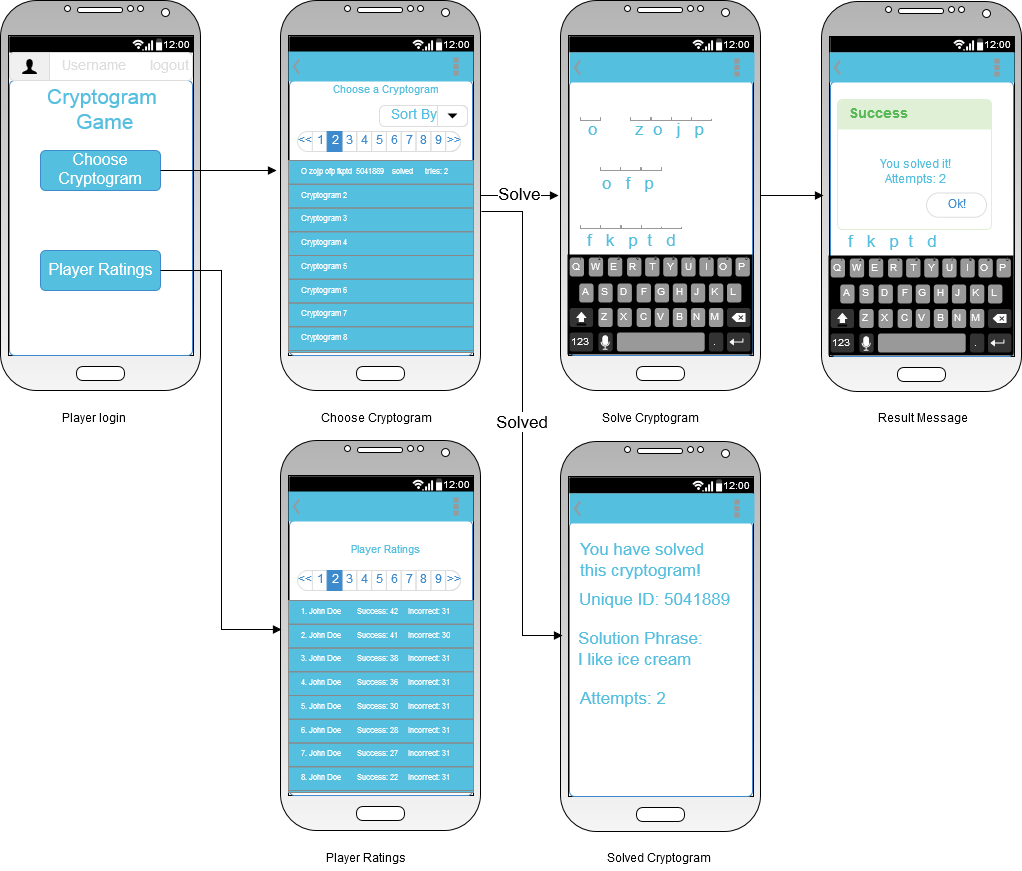 12:00
Username logout
Cryptogram
Game
Choose
Cryptogram
Player Ratings
Player login
12:00
Choose a Cryptogram
Sort By
<< 1 2 3 4 5 6 7 8 9 >>
O zojp ofp fkptd 5041889 solved tries: 2
Cryptogram 2
Cryptogram 3
Cryptogram 4
Cryptogram 5
Cryptogram 6
Cryptogram 7
Cryptogram 8
Choose Cryptogram
Solve
Solved
12:00
o z o j p
o f p
f k p t d
Q W E R T Y U I O P
A S D F G H J K L
Z X C V B N M
123 .
Solve Cryptogram
12:00
Success
You solved it!
Attempts: 2
Ok!
f k p t d
Q W E R T Y U I O P
A S D F G H J K L
Z X C V B N M
123 .
Result Message
12:00
Player Ratings
<< 1 2 3 4 5 6 7 8 9 >>
1. John Doe Success: 42 Incorrect: 31
2. John Doe Success: 41 Incorrect: 30
3. John Doe Success: 38 Incorrect: 31
4. John Doe Success: 36 Incorrect: 31
5. John Doe Success: 30 Incorrect: 31
6. John Doe Success: 28 Incorrect: 31
7. John Doe Success: 27 Incorrect: 31
8. John Doe Success: 22 Incorrect: 31
Player Ratings
12:00
You have solved
this cryptogram!
Unique ID: 5041889
Solution Phrase:
I like ice cream
Attempts: 2
Solved Cryptogram